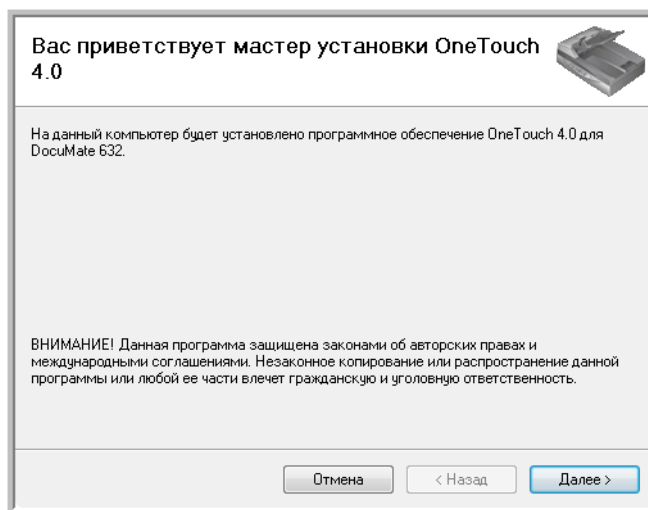 Вас приветствует мастер установки OneTouch
4.0
На данный компьютер будет установлено программное обеспечение OneTouch 4.0 для
DocuMate 632.
ВНИМАНИЕ! Данная программа защищена законами об авторских правах и
международными соглашениями. Незаконное копирование или распространение данной
программы или любой ее части влечет гражданскую и уголовную ответственность.
Отмена
< Назад
Далее >